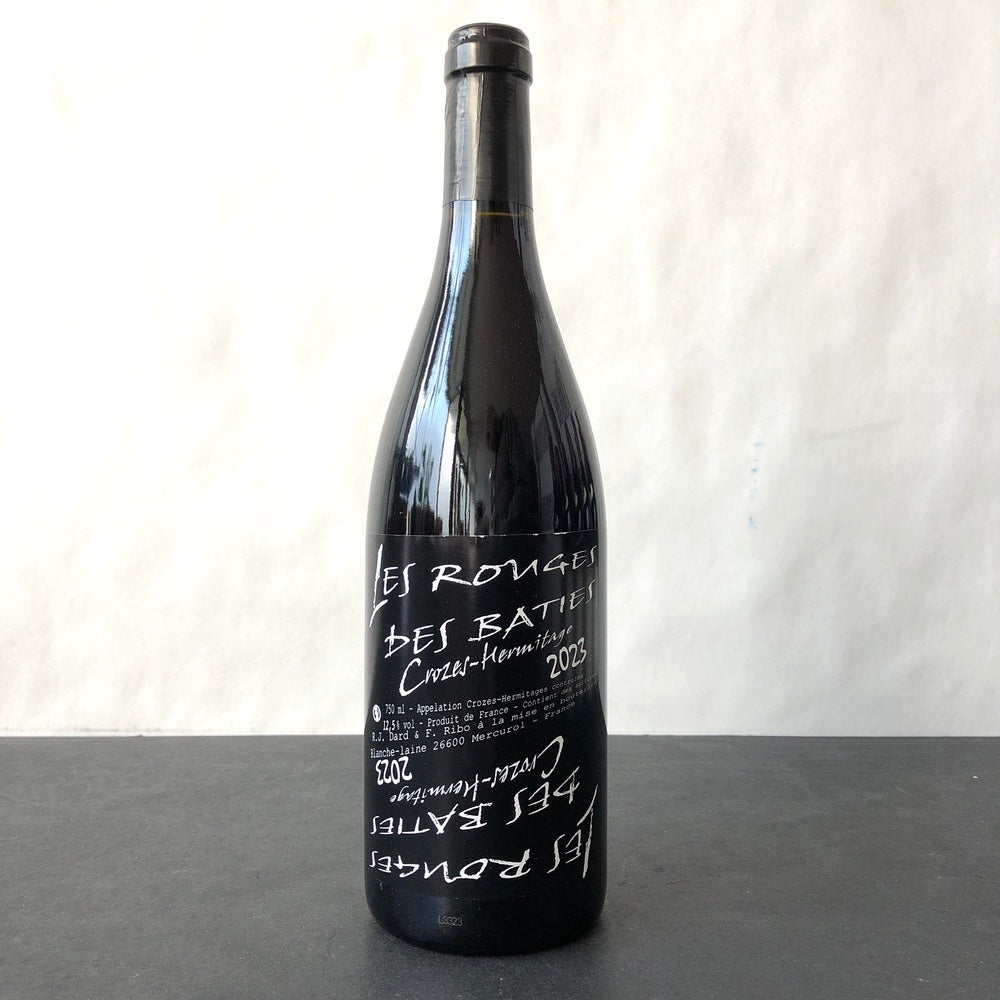 LES ROUGES
DES BATIES
Crozes-Hermitage
2023
750 ml - Appelation Crozes-Hermitages contrôlée
12,5% vol - Produit de France - Contient des
R.J. Dard & F. Ribo à la mise en bouteille
Blanche-laine 26600 Mercurol - France
2023
Crozes-Hermitage
DES BATIES
LES ROUGES
L3323